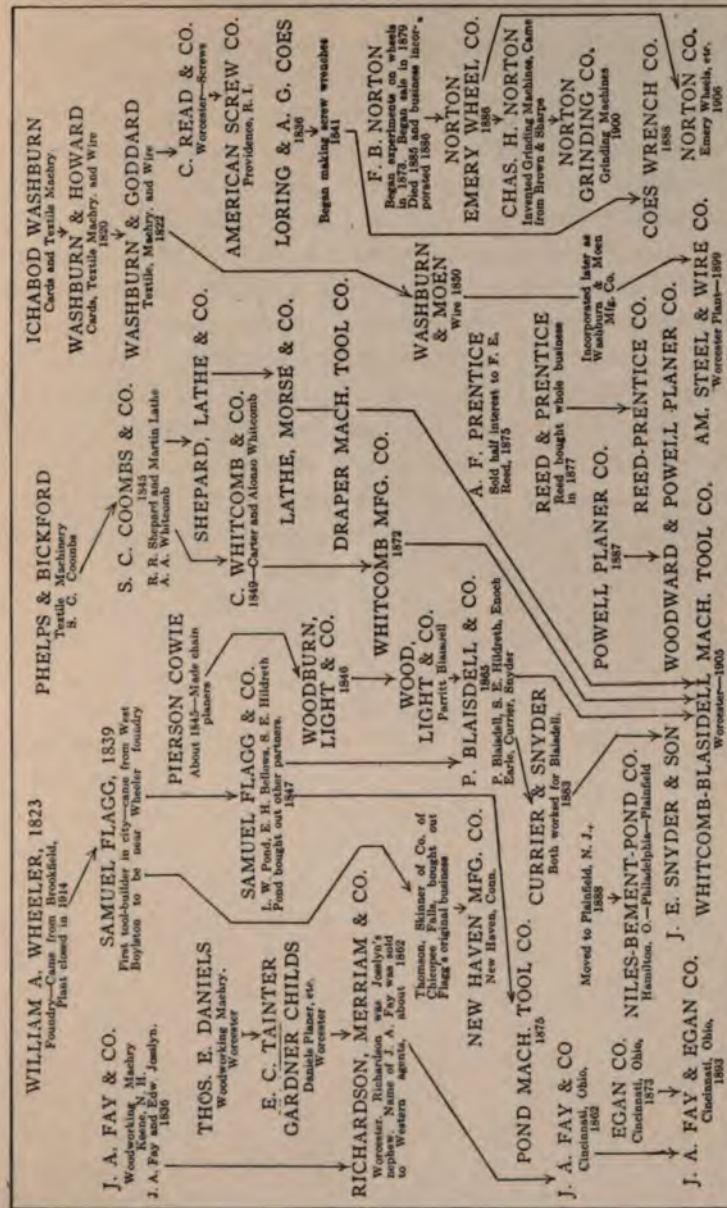 WILLIAM A. WHEELER, 1823
Foundry—Came from Brookfield,
Plant closed in 1914
PHELPS & BICKFORD
Textile Machinery
S. C. Coombs
ICHABOD WASHBURN
Cards and Textile Machry
WASHBURN & HOWARD
Cards, Textile Machry. and Wire
1820
WASHBURN & GODDARD
Textile, Machry. and Wire
1822
C. READ & CO.
Worcester—Screws
AMERICAN SCREW CO.
Providence, R. I.
J. A. FAY & CO.
Woodworking Machry
Keene, N. H.
J. A. Fay and Edw. Josslyn.
1836
SAMUEL FLAGG, 1839
First tool-builder in city—came from West
Boylston to be near Wheeler foundry
S. C. COOMBS & CO.
1845
R. R. Shepard and Martin Lathe
A. A. Whitcomb
SHEPARD, LATHE & CO.
PIERSON COWIE
About 1845—Made chain
planers
C. WHITCOMB & CO.
1849—Carter and Alonso Whitcomb
LATHE, MORSE & CO.
LORING & A. G. COES
1836
Began making screw wrenches
1841
THOS. E. DANIELS
Woodworking Machry.
Worcester
E. C. TAINTER
GARDNER CHILDS
Daniels Planer, etc.
Worcester
SAMUEL FLAGG & CO.
L. W. Pond, E. H. Bellows, S. E. Hildreth
Pond bought out other partners.
1847
WOODBURN,
LIGHT & CO.
1846
DRAPER MACH. TOOL CO.
WHITCOMB MFG. CO.
1872
WASHBURN
& MOEN
Wire 1850
F. B. NORTON
Began experiments on wheels
in 1873. Began sale in 1879
Died 1885 and business incor-
porated 1886
NORTON
EMERY WHEEL CO.
1886
CHAS. H. NORTON
Invented Grinding Machines, Came
from Brown & Sharpe
NORTON
GRINDING CO.
Grinding Machines
1900
RICHARDSON, MERRIAM & CO.
Worcester, Richardson was Josslyn's
nephew. Name of J. A. Fay was sold
to Western agents, about 1862
Thomson, Skinner of Co. of
Chicopee Falls, bought out
Flagg's original business
NEW HAVEN MFG. CO.
New Haven, Conn.
WOOD,
LIGHT & CO.
Parritt Blaisdell
P. BLAISDELL & CO.
1865
P. Blaisdell, S. E. Hildreth, Enoch
Earle, Currier, Snyder
A. F. PRENTICE
Sold half interest to F. E.
Reed, 1875
REED & PRENTICE
Reed bought whole business
in 1877
Incorporated later as
Washburn & Moen
Mfg. Co.
COES WRENCH CO.
1888
POND MACH. TOOL CO.
1875
CURRIER & SNYDER
Both worked for Blaisdell.
1883
POWELL PLANER CO.
1887
REED-PRENTICE CO.
J. A. FAY & CO
Cincinnati, Ohio,
1862
Moved to Plainfield, N. J.,
1888
EGAN CO.
Cincinnati, Ohio,
1873
NILES-BEMENT-POND CO.
Hamilton, O.—Philadelphia—Plainfield
J. E. SNYDER & SON
WOODWARD & POWELL PLANER CO.
NORTON CO.
Emery Wheels, etc.
1906
J. A. FAY & EGAN CO.
Cincinnati, Ohio,
1893
WHITCOMB-BLASIDELL MACH. TOOL CO.
Worcester—1905
AM. STEEL & WIRE CO.
Worcester Plant—1899